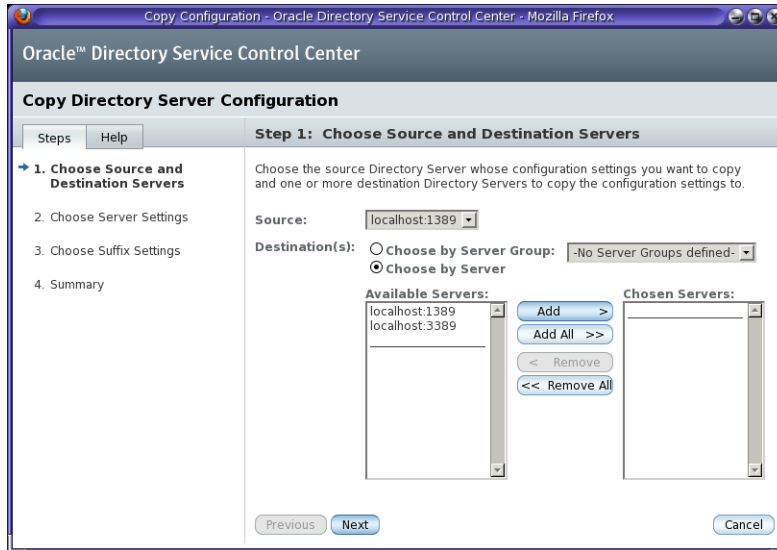 Copy Configuration - Oracle Directory Service Control Center - Mozilla Firefox
Oracle™ Directory Service Control Center
Copy Directory Server Configuration
Steps Help
1. Choose Source and
Destination Servers
2. Choose Server Settings
3. Choose Suffix Settings
4. Summary
Step 1: Choose Source and Destination Servers
Choose the source Directory Server whose configuration settings you want to copy
and one or more destination Directory Servers to copy the configuration settings to.
Source: localhost:1389
Destination(s): Choose by Server Group: -No Server Groups defined-
Choose by Server
Available Servers:
localhost:1389
localhost:3389
Add >
Add All >>
< Remove
<< Remove All
Chosen Servers:
Previous Next Cancel